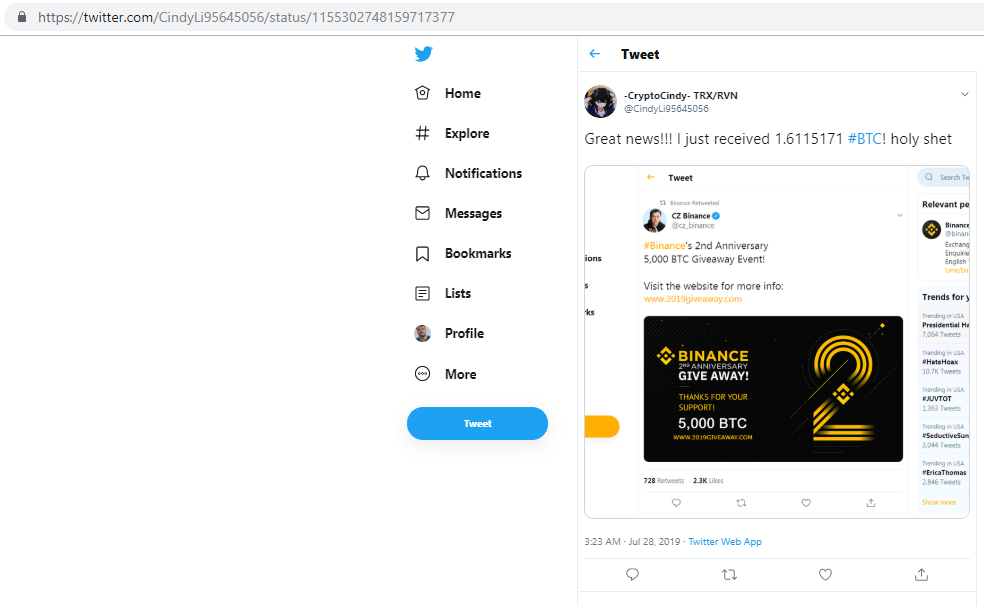 https://twitter.com/CindyLi95645056/status/1155302748159717377
Home
Explore
Notifications
Messages
Bookmarks
Lists
Profile
More
Tweet
Tweet
-CryptoCindy- TRX/RVN
@CindyLi95645056
Great news!!! I just received 1.6115171 #BTC! holy shet
ions
s
ks
Tweet
Binance Retweeted
CZ Binance
@cz_binance
#Binance's 2nd Anniversary
5,000 BTC Giveaway Event!
Visit the website for more info:
www.2019giveaway.com
BINANCE
2ND ANNIVERSARY
GIVE AWAY!
THANKS FOR YOUR
SUPPORT!
5,000 BTC
WWW.2019GIVEAWAY.COM
2
728 Retweets 2.3K Likes
Search Tw
Relevant pe
Binance
@binan
Exchang
Enquirie
English
t.me/bin
Trends for y
Trending in USA
Presidential Ha
7,064 Tweets
Trending in USA
#HateHoax
10.7K Tweets
Trending in USA
#JUVTOT
1,363 Tweets
Trending in USA
#SeductiveSun
3,044 Tweets
Trending in USA
#EricaThomas
2,846 Tweets
Show more
3:23 AM · Jul 28, 2019 · Twitter Web App